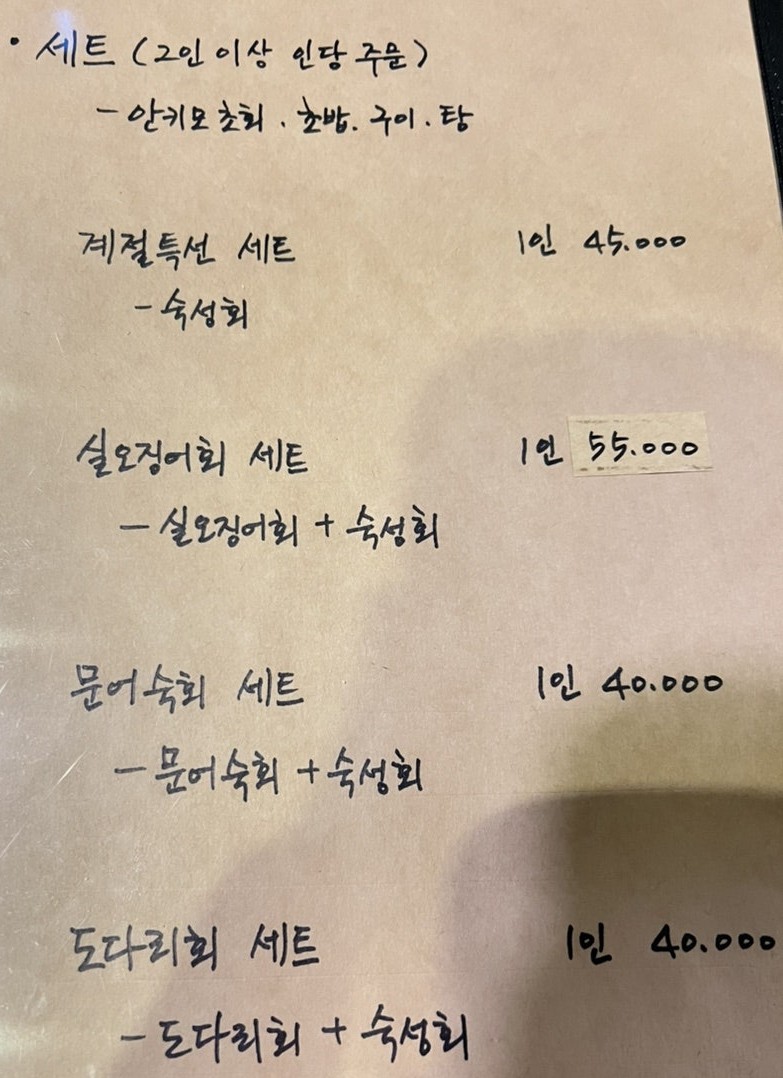 • 세트 (2인 이상 인당 주문)
- 안키모 초회 . 초밥 . 구이 . 탕
계절특선 세트 1인 45.000
- 숙성회
실오징어회 세트 1인 55.000
- 실오징어회 + 숙성회
문어숙회 세트 1인 40.000
- 문어숙회 + 숙성회
도다리회 세트 1인 40.000
- 도다리회 + 숙성회